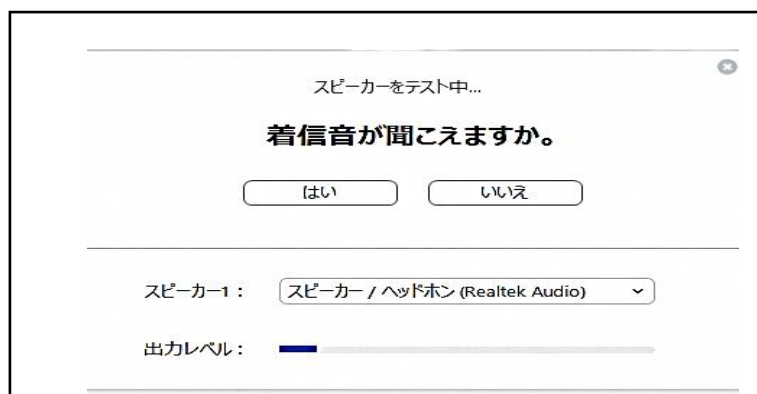 スピーカーをテスト中...
着信音が聞こえますか。
はい いいえ
スピーカー1： スピーカー / ヘッドホン (Realtek Audio)
出力レベル：